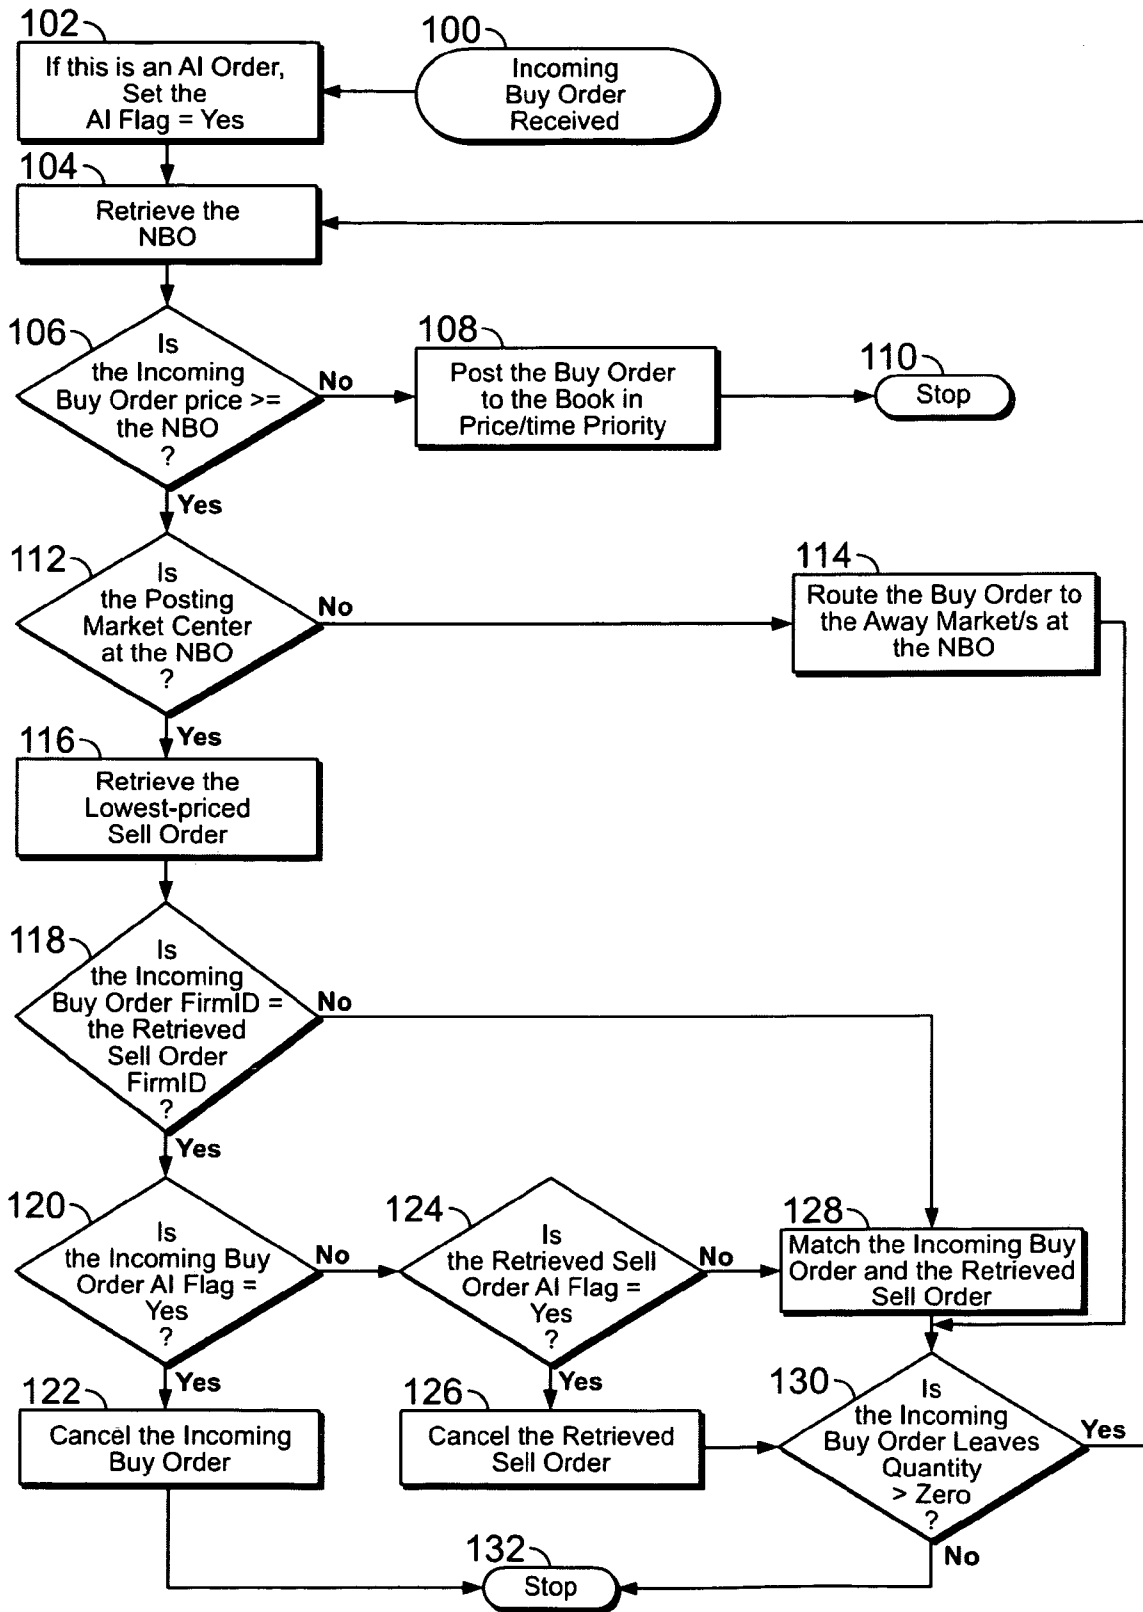 102
If this is an AI Order,
Set the
AI Flag = Yes
100
Incoming
Buy Order
Received
104
Retrieve the
NBO
106
Is
the Incoming
Buy Order price >=
the NBO
?
No
Yes
108
Post the Buy Order
to the Book in
Price/time Priority
110
Stop
112
Is
the Posting
Market Center
at the NBO
?
No
Yes
114
Route the Buy Order to
the Away Market/s at
the NBO
116
Retrieve the
Lowest-priced
Sell Order
118
Is
the Incoming
Buy Order FirmID =
the Retrieved
Sell Order
FirmID
?
No
Yes
120
Is
the Incoming Buy
Order AI Flag =
Yes
?
No
Yes
124
Is
the Retrieved Sell
Order AI Flag =
Yes
?
No
Yes
128
Match the Incoming Buy
Order and the Retrieved
Sell Order
122
Cancel the Incoming
Buy Order
126
Cancel the Retrieved
Sell Order
130
Is
the Incoming
Buy Order Leaves
Quantity
> Zero
?
Yes
No
132
Stop